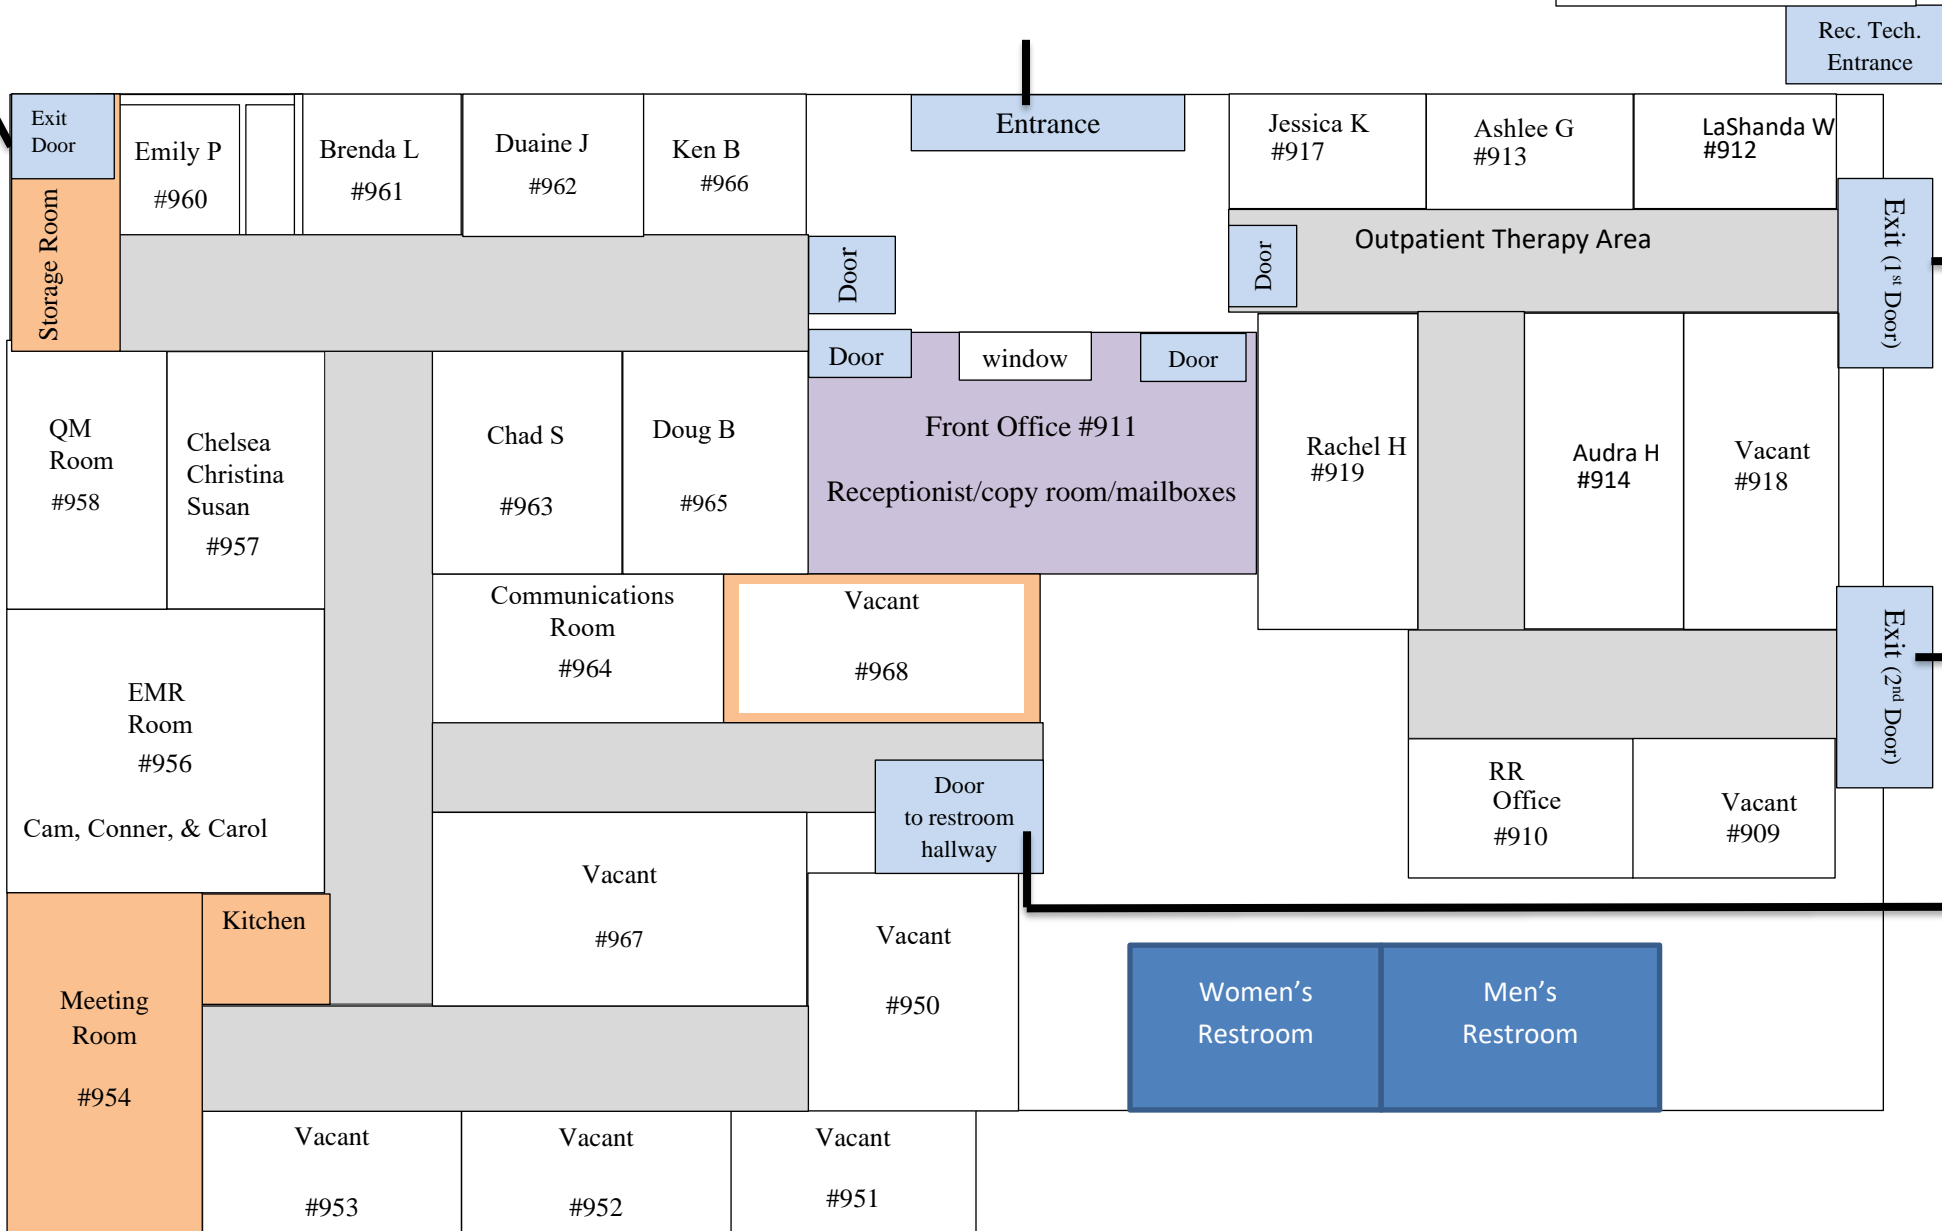 Rec. Tech.
Entrance
Exit
Door
Emily P
#960
Brenda L
#961
Duaine J
#962
Ken B
#966
Entrance
Jessica K
#917
Ashlee G
#913
LaShanda W
#912
Storage Room
Door
Door
Outpatient Therapy Area
Exit (1st Door)
QM
Room
#958
Chelsea
Christina
Susan
#957
Chad S
#963
Doug B
#965
Door
window
Door
Front Office #911
Receptionist/copy room/mailboxes
Rachel H
#919
Audra H
#914
Vacant
#918
Communications
Room
#964
Vacant
#968
Exit (2nd Door)
EMR
Room
#956
Cam, Conner, & Carol
Door
to restroom
hallway
RR
Office
#910
Vacant
#909
Kitchen
Vacant
#967
Vacant
#950
Meeting
Room
#954
Women’s
Restroom
Men’s
Restroom
Vacant
#953
Vacant
#952
Vacant
#951